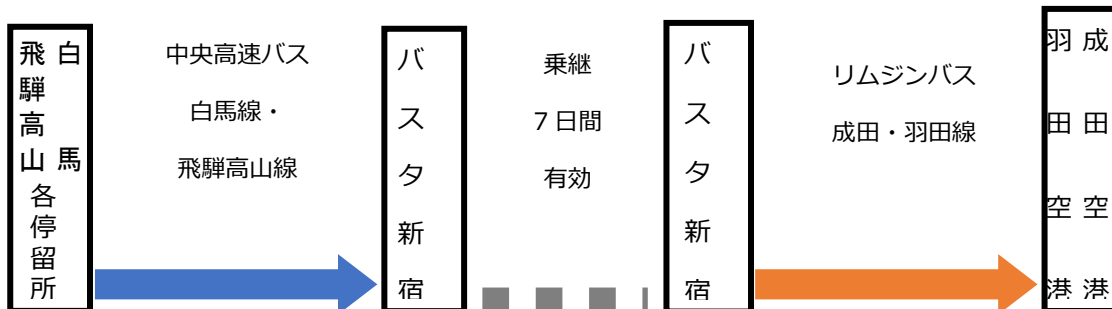 白馬
飛騨高山
各停留所
中央高速バス
白馬線・
飛騨高山線
バスタ新宿
乗継
7日間
有効
バスタ新宿
リムジンバス
成田・羽田線
成田空港
羽田空港